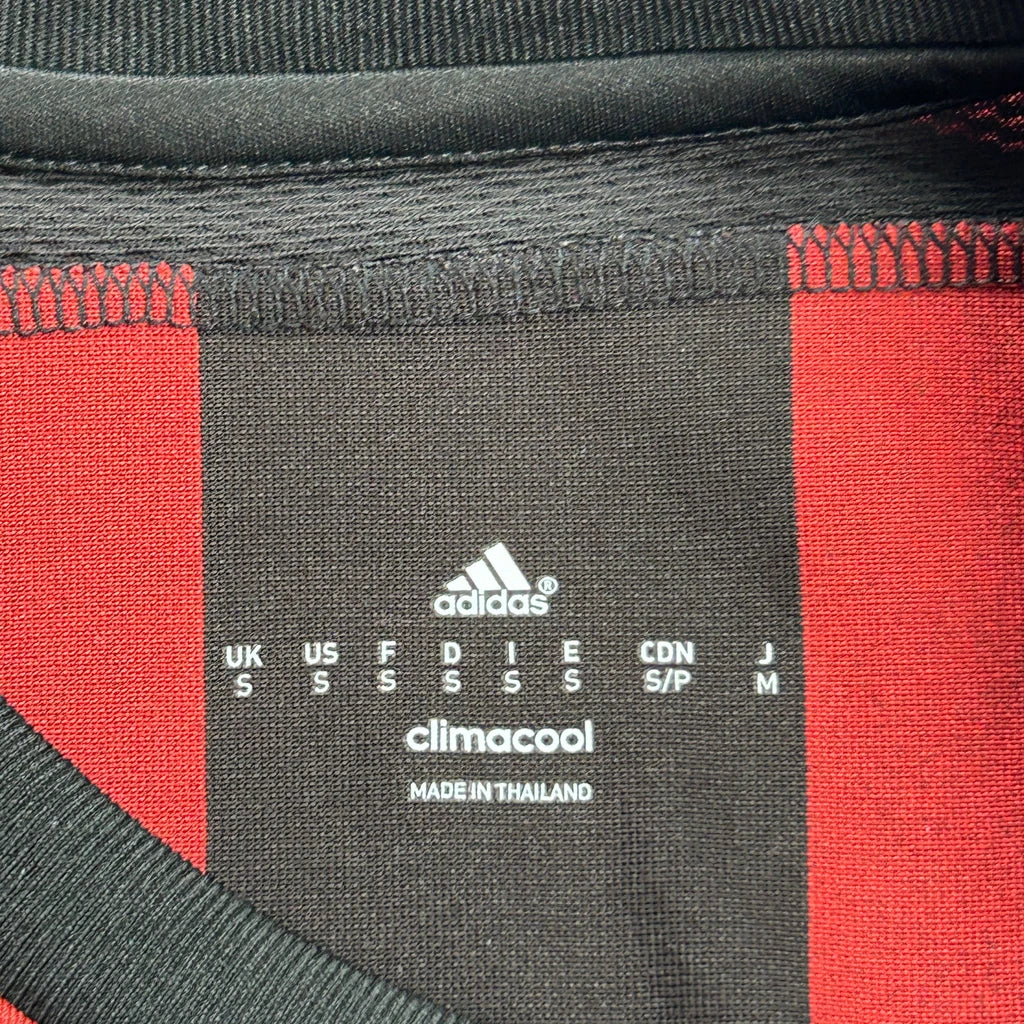 adidas®
UK US F D I E CDN J
S S S S S S S/P M
climacool
MADE IN THAILAND